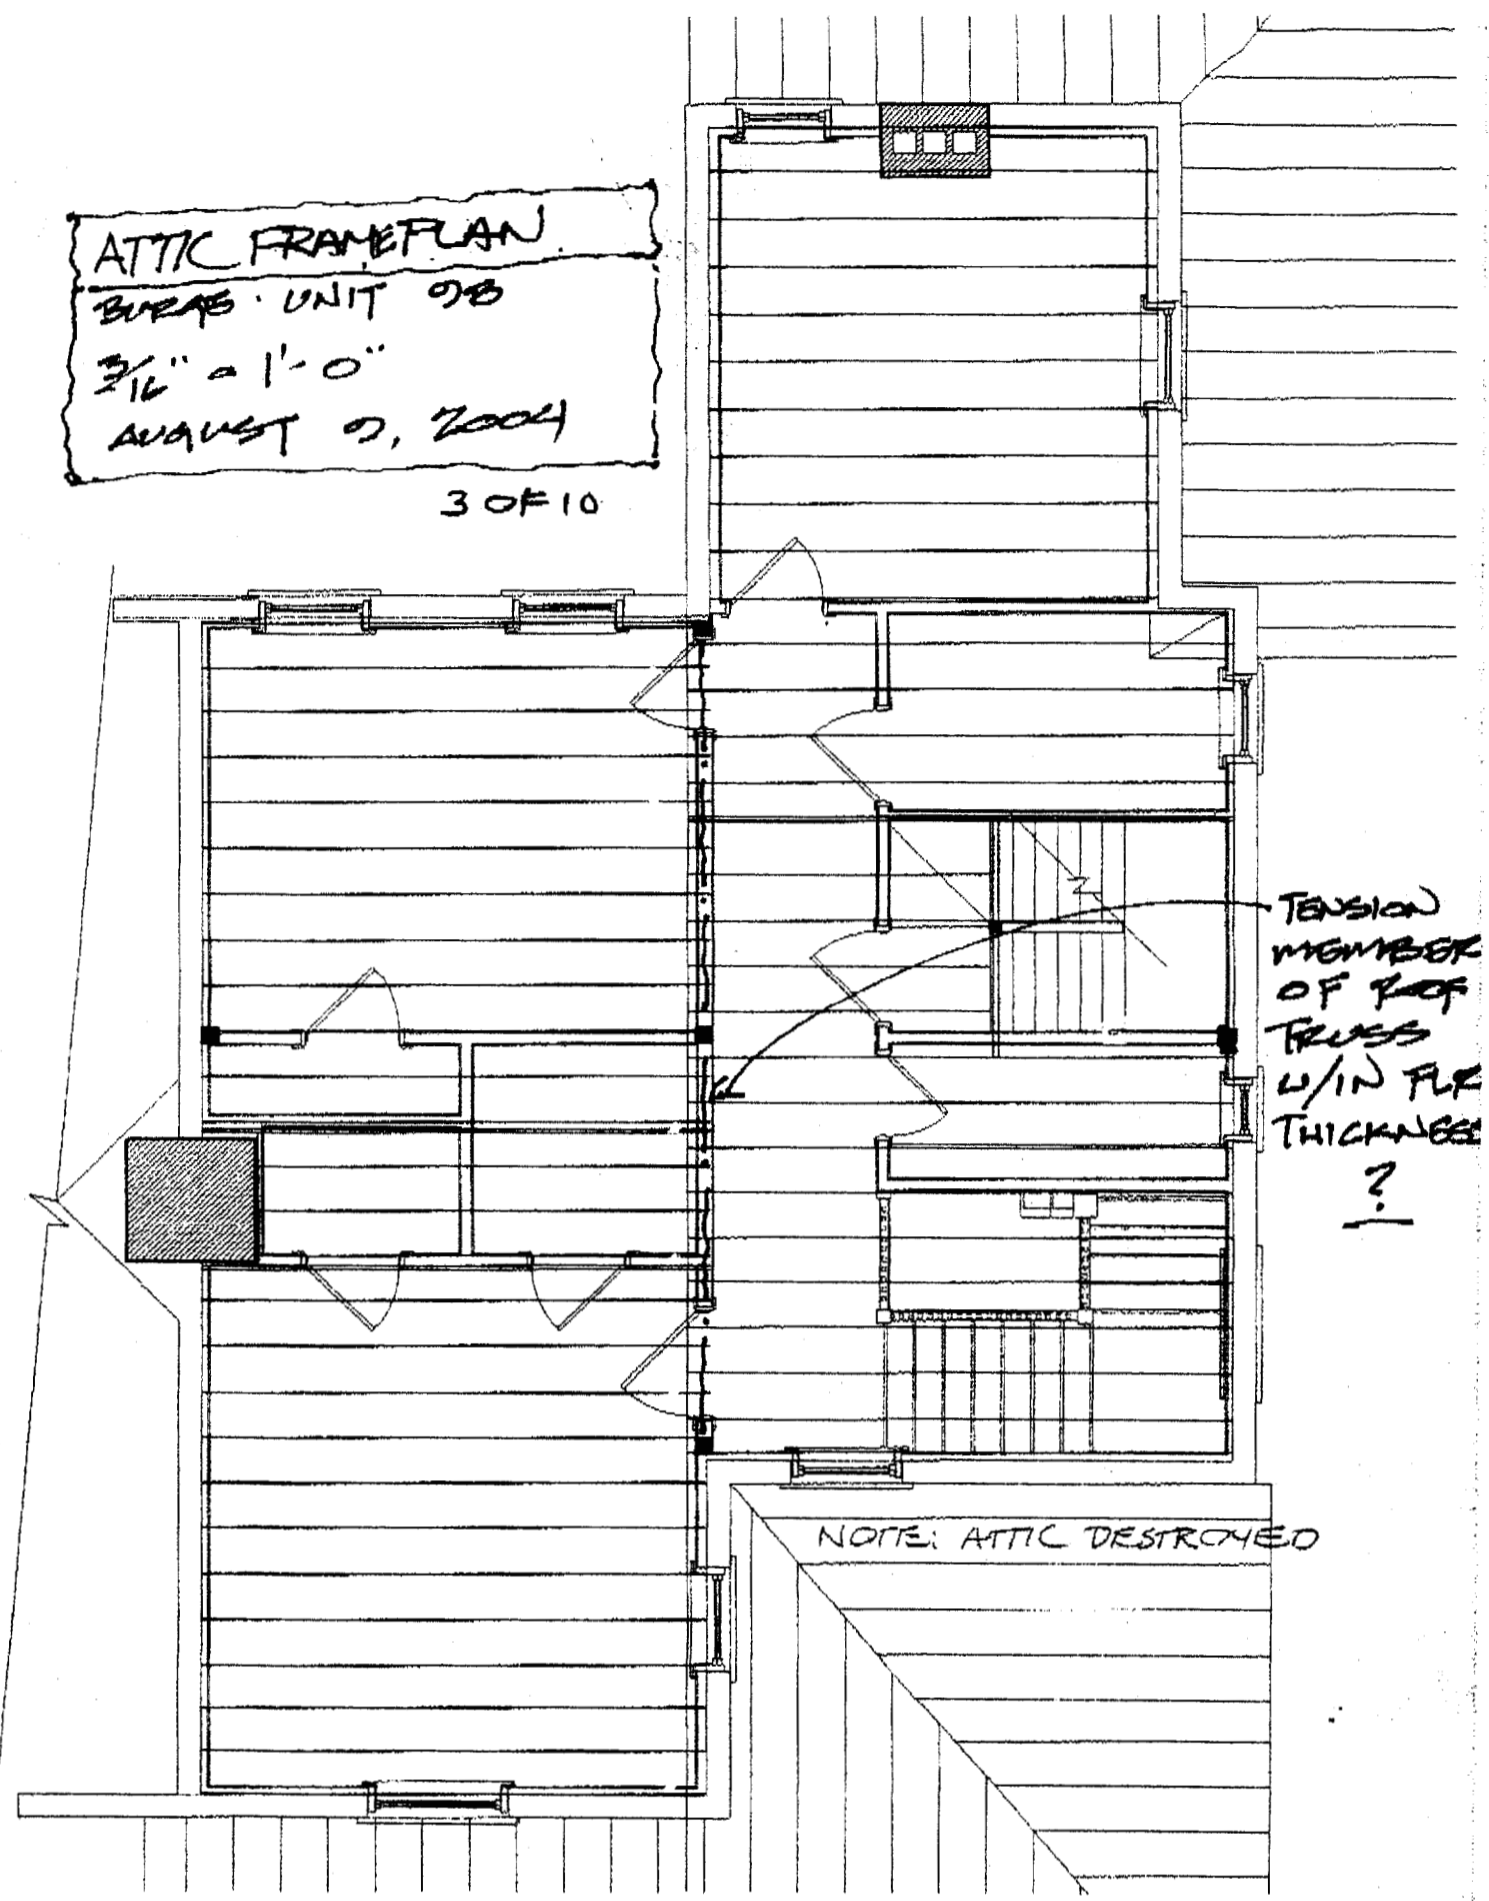 ATTIC FRAMEPLAN
UNIT 9B
3/16" = 1'-0"
AUGUST 9, 2004
3 OF 10
TENSION
MEMBER
OF ROOF
TRUSS
W/IN FLR
THICKNESS
?
NOTE: ATTIC DESTROYED